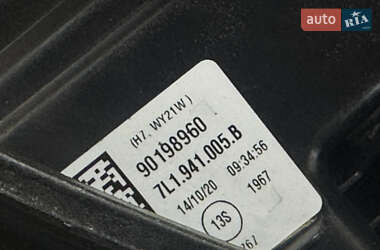 auto RIA
(H7, WY21W)
90198960
7L1.941.005.B
14/10/20 09:34:56
13S 1967